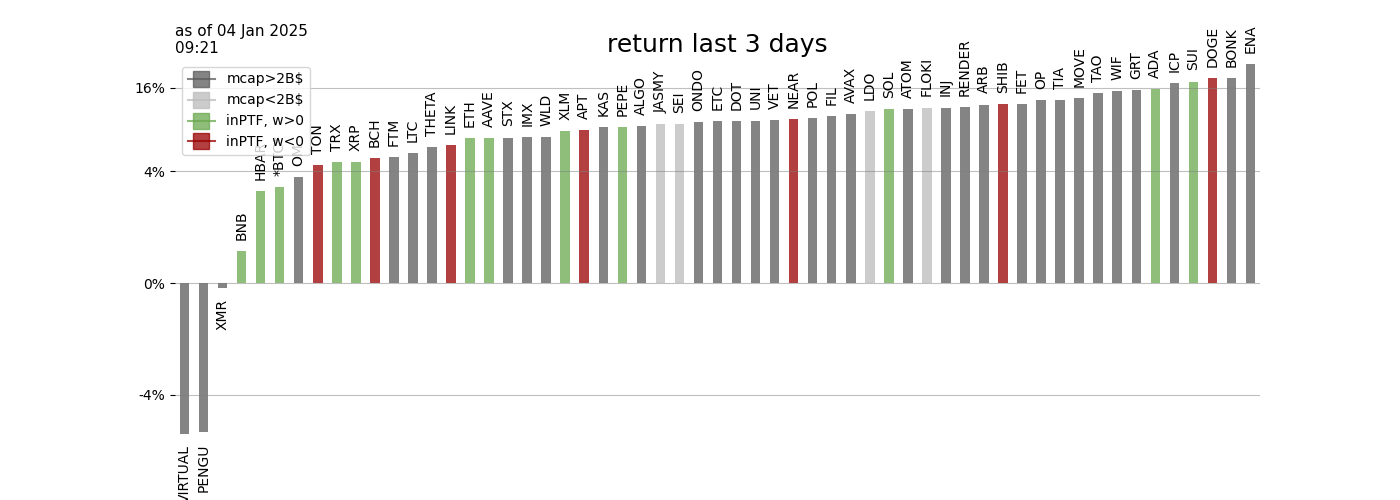 as of 04 Jan 2025
09:21
return last 3 days
mcap>2B$
mcap<2B$
inPTF, w>0
inPTF, w<0
16%
4%
0%
-4%
VIRTUAL
PENGU
XMR
BNB
HBAR
*BTC
OM
TON
TRX
XRP
BCH
FTM
LTC
THETA
LINK
ETH
AAVE
STX
IMX
WLD
XLM
APT
KAS
PEPE
ALGO
JASMY
SEI
ONDO
ETC
DOT
UNI
VET
NEAR
POL
FIL
AVAX
LDO
SOL
ATOM
FLOKI
INJ
RENDER
ARB
SHIB
FET
OP
TIA
MOVE
TAO
WIF
GRT
ADA
ICP
SUI
DOGE
BONK
ENA